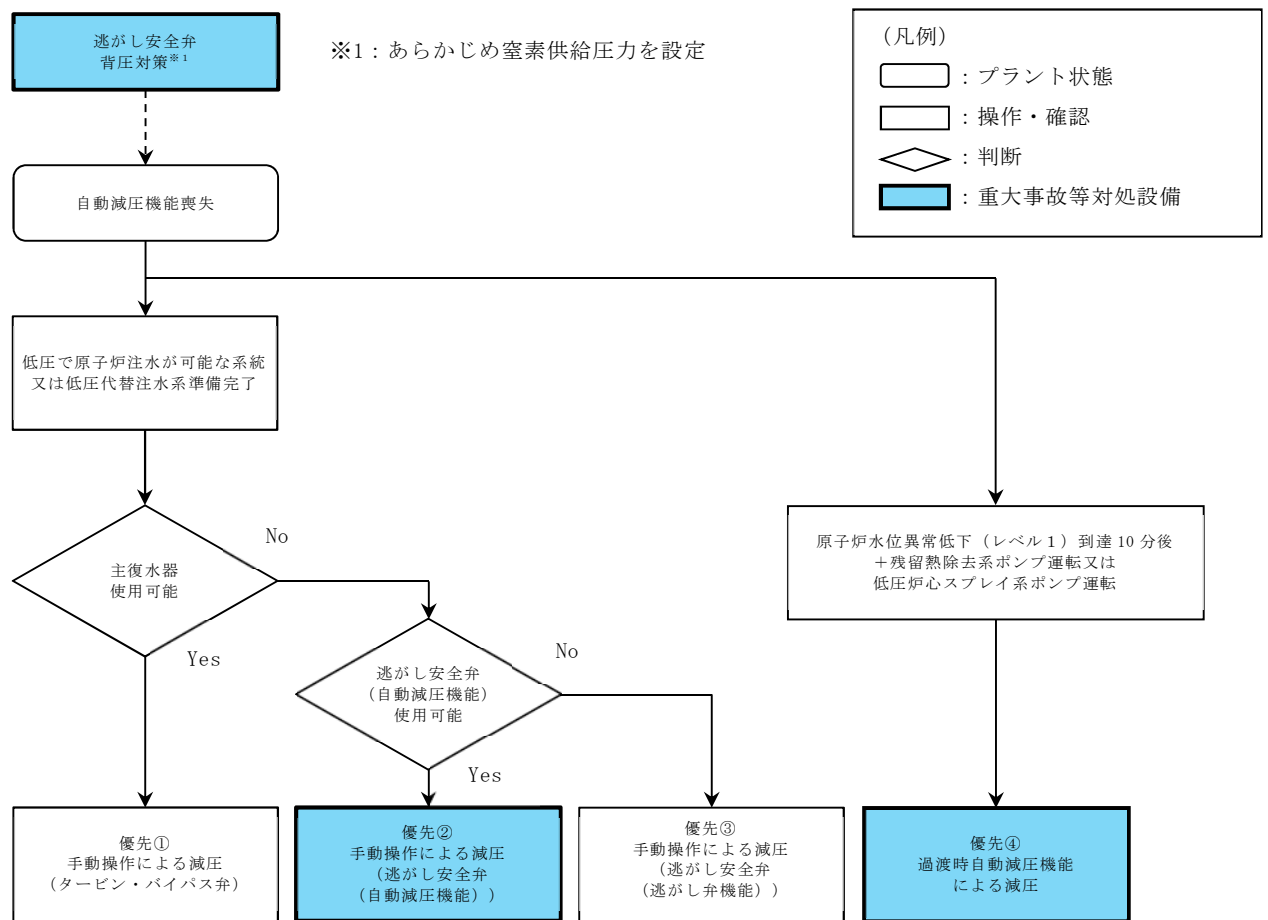 逃がし安全弁
背圧対策※1
※1：あらかじめ窒素供給圧力を設定
(凡例)
：プラント状態
：操作・確認
：判断
：重大事故等対処設備
自動減圧機能喪失
低圧で原子炉注水が可能な系統
又は低圧代替注水系準備完了
主復水器
使用可能
No
Yes
逃がし安全弁
(自動減圧機能)
使用可能
No
Yes
原子炉水位異常低下（レベル１）到達 10 分後
＋残留熱除去系ポンプ運転又は
低圧炉心スプレイ系ポンプ運転
優先①
手動操作による減圧
（タービン・バイパス弁）
優先②
手動操作による減圧
（逃がし安全弁
(自動減圧機能)）
優先③
手動操作による減圧
（逃がし安全弁
(逃がし弁機能)）
優先④
過渡時自動減圧機能
による減圧